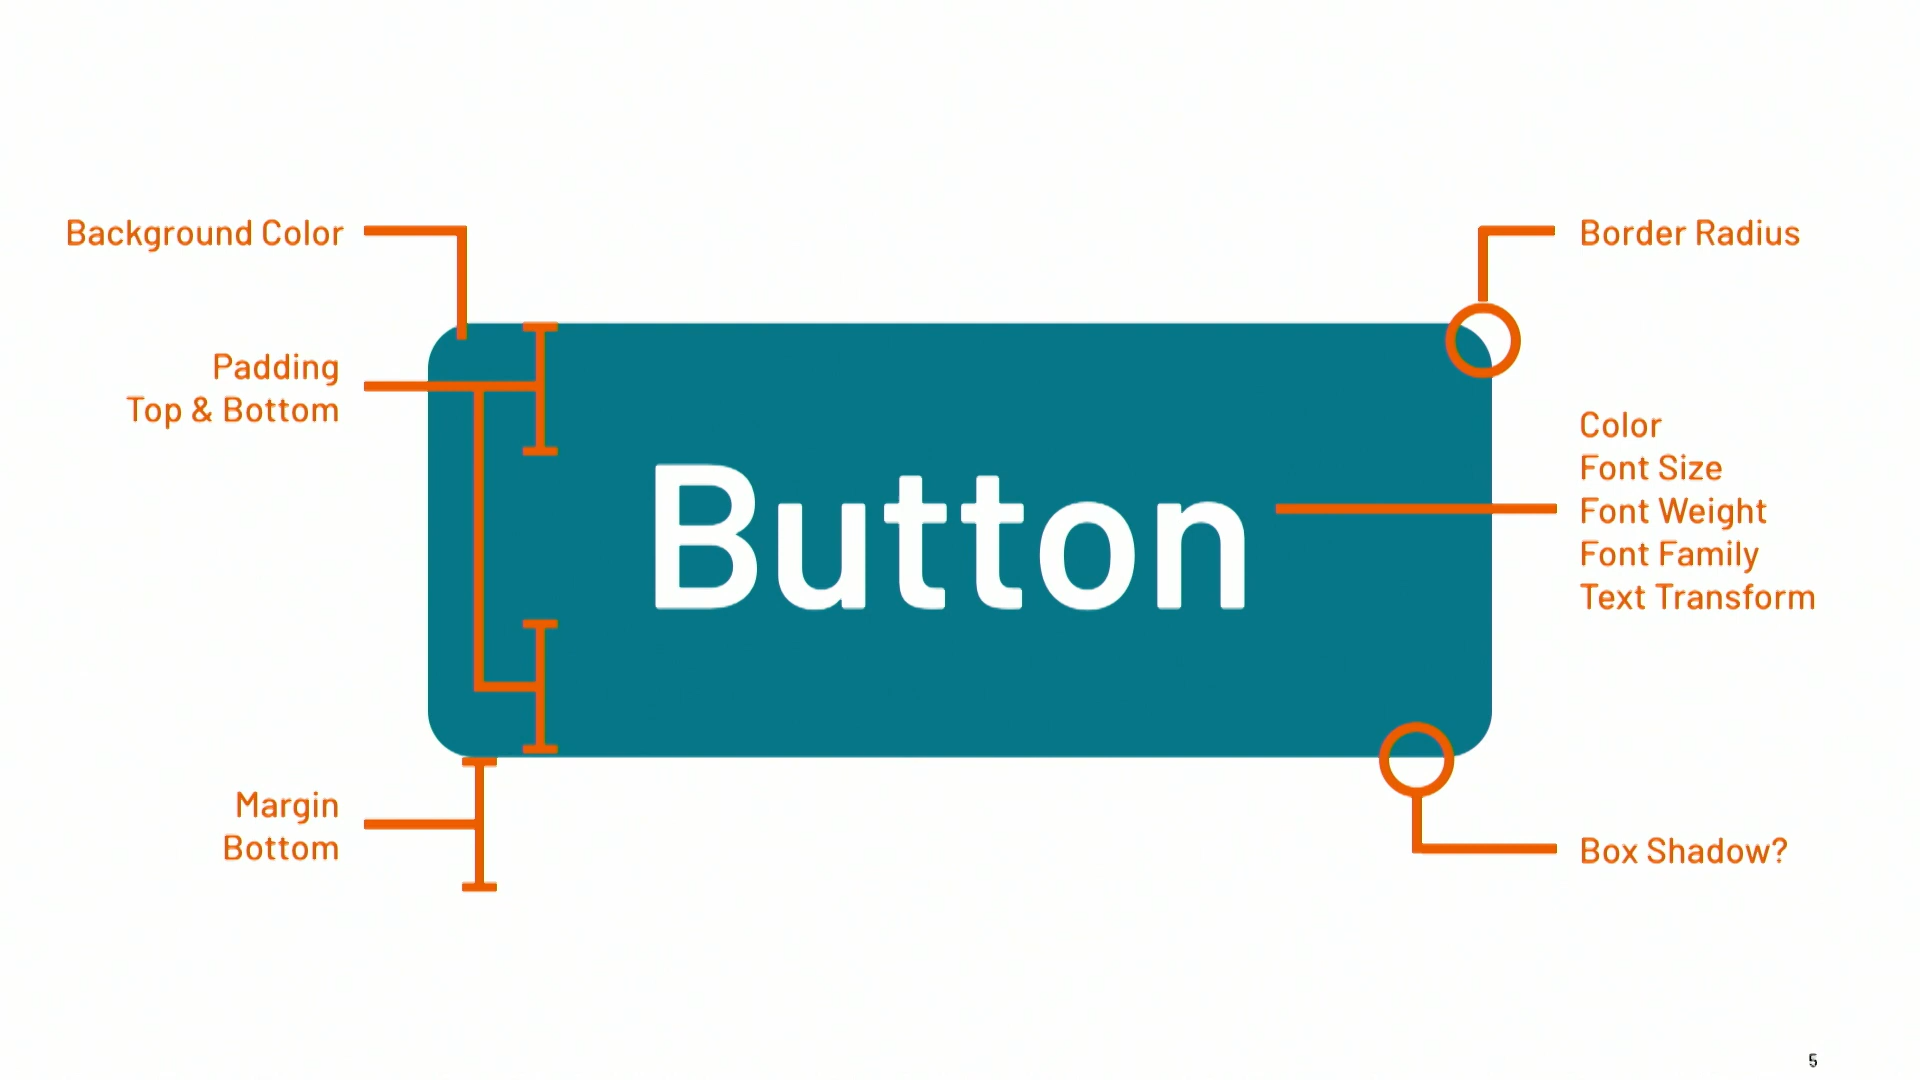 Background Color
Padding
Top & Bottom
Margin
Bottom
Button
Border Radius
Color
Font Size
Font Weight
Font Family
Text Transform
Box Shadow?
5